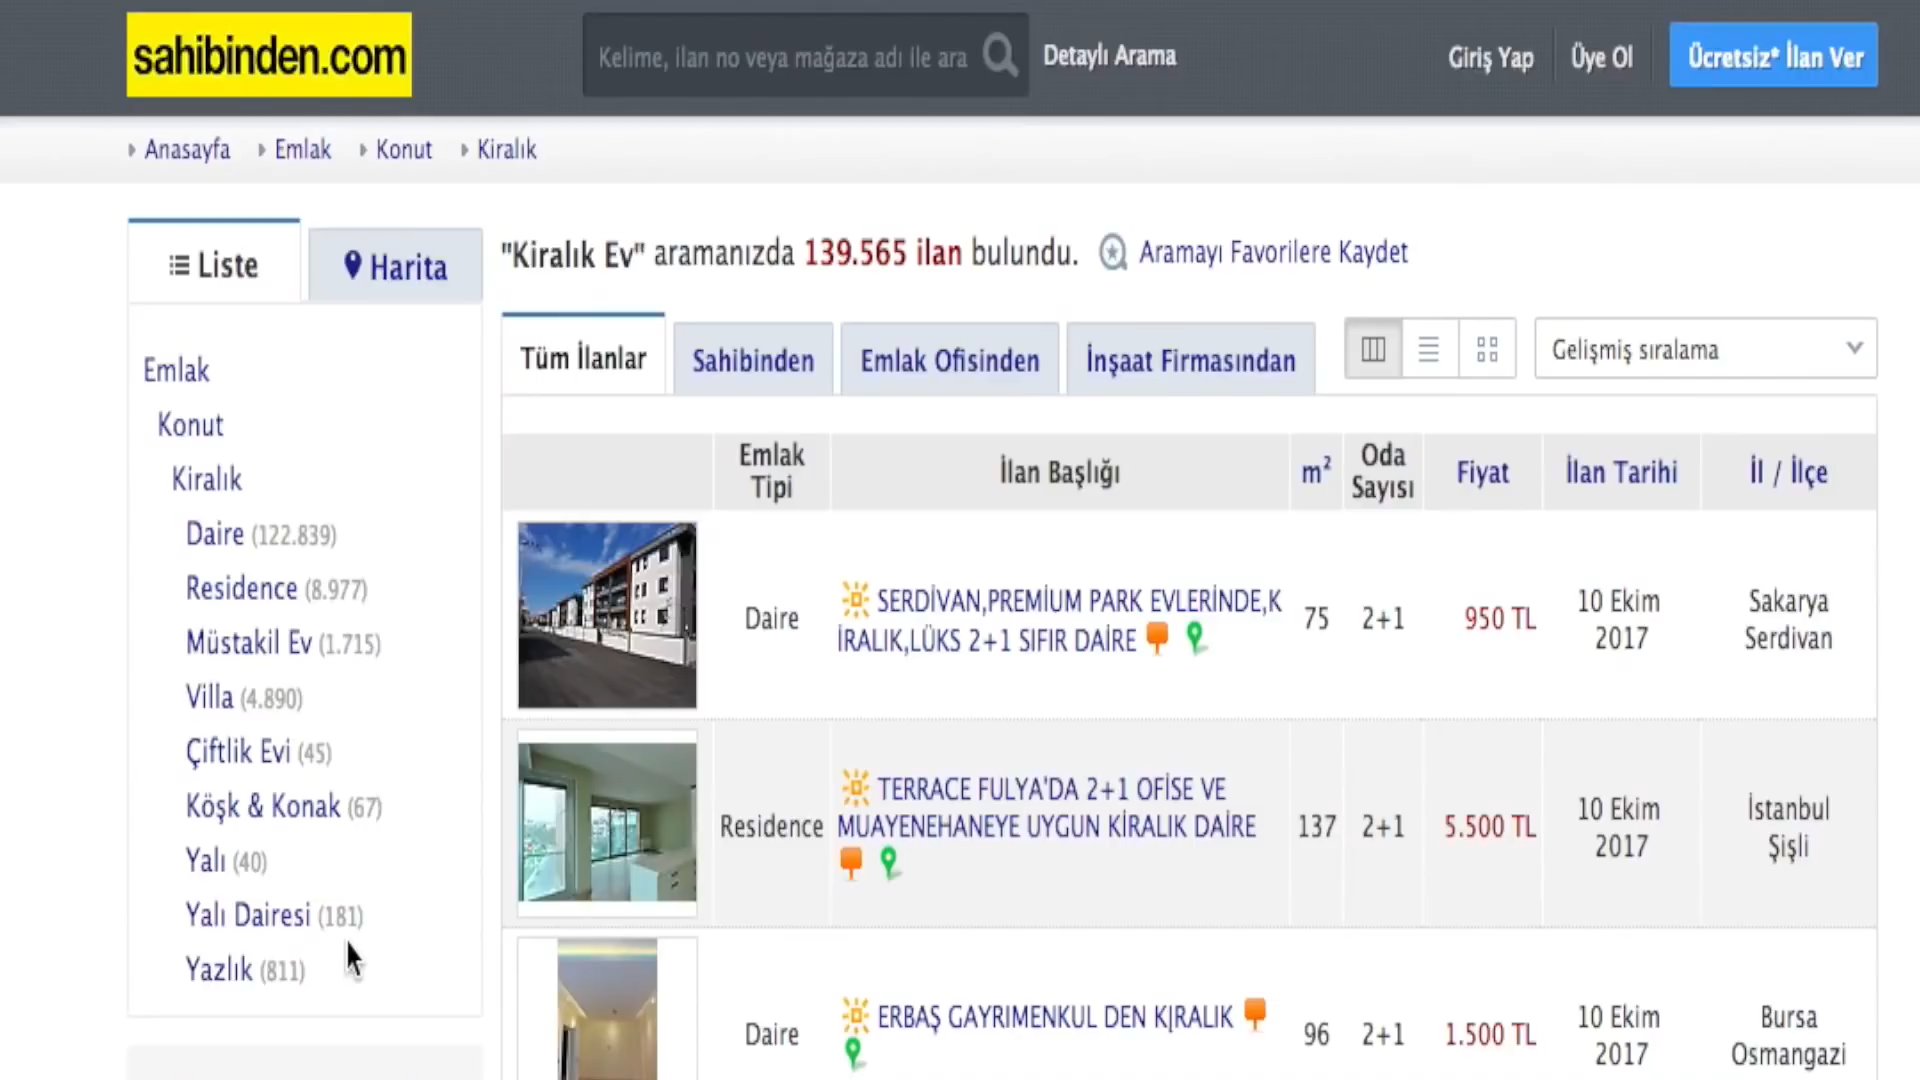 sahibinden.com
Kelime, ilan no veya mağaza adı ile ara
Detaylı Arama
Giriş Yap
Üye Ol
Ücretsiz* İlan Ver
Anasayfa
Emlak
Konut
Kiralık
Liste
Harita
"Kiralık Ev" aramanızda 139.565 ilan bulundu.
Aramayı Favorilere Kaydet
Emlak
Konut
Kiralık
Daire (122.839)
Residence (8.977)
Müstakil Ev (1.715)
Villa (4.890)
Çiftlik Evi (45)
Köşk & Konak (67)
Yalı (40)
Yalı Dairesi (181)
Yazlık (811)
Tüm İlanlar
Sahibinden
Emlak Ofisinden
İnşaat Firmasından
Gelişmiş sıralama
Emlak
Tipi
İlan Başlığı
m²
Oda
Sayısı
Fiyat
İlan Tarihi
İl / İlçe
Daire
SERDİVAN,PREMİUM PARK EVLERİNDE,K
İRALIK,LÜKS 2+1 SIFIR DAİRE
75
2+1
950 TL
10 Ekim
2017
Sakarya
Serdivan
Residence
TERRACE FULYA'DA 2+1 OFİSE VE
MUAYENEHANEYE UYGUN KİRALIK DAİRE
137
2+1
5.500 TL
10 Ekim
2017
İstanbul
Şişli
Daire
ERBAŞ GAYRIMENKUL DEN K|RALIK
96
2+1
1.500 TL
10 Ekim
2017
Bursa
Osmangazi